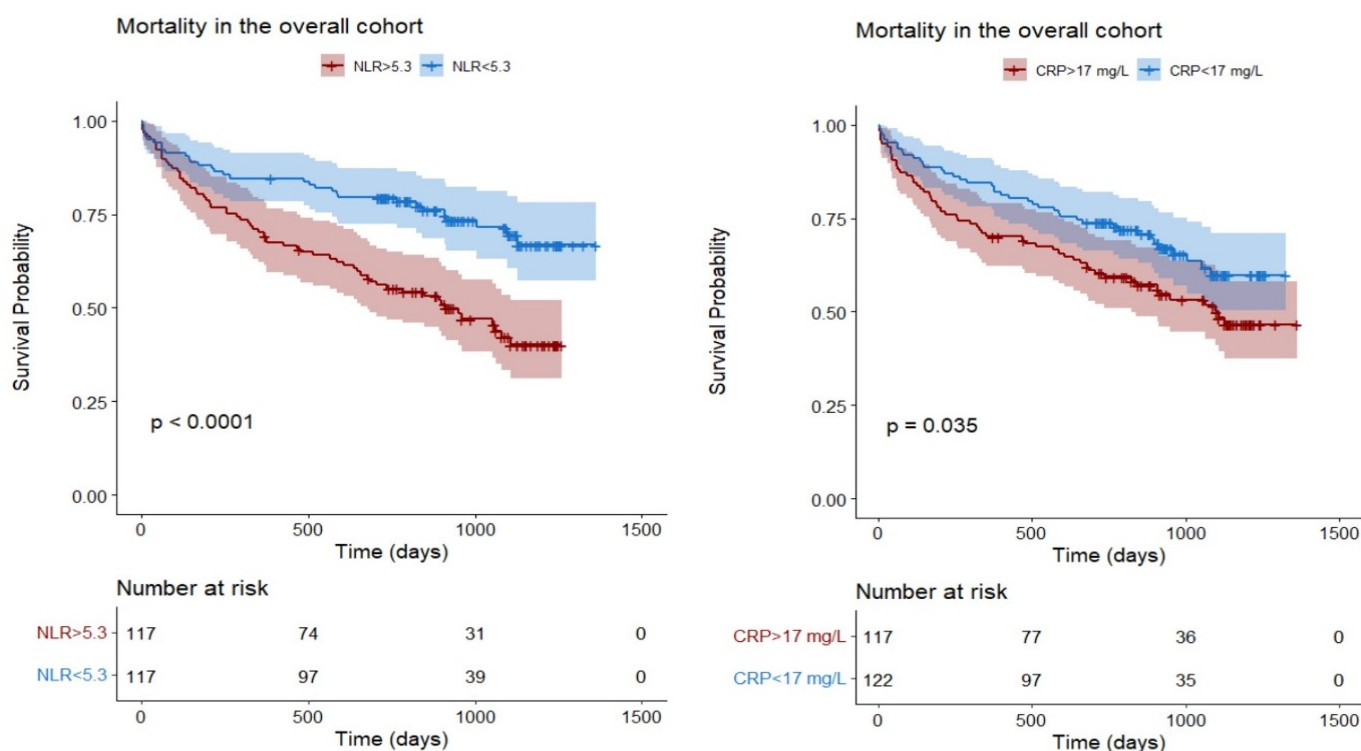 Mortality in the overall cohort
NLR>5.3 NLR<5.3
Survival Probability
1.00
0.75
0.50
0.25
0.00
p < 0.0001
0 500 1000 1500
Time (days)
Number at risk
NLR>5.3 117 74 31 0
NLR<5.3 117 97 39 0
0 500 1000 1500
Time (days)
Mortality in the overall cohort
CRP>17 mg/L CRP<17 mg/L
Survival Probability
1.00
0.75
0.50
0.25
0.00
p = 0.035
0 500 1000 1500
Time (days)
Number at risk
CRP>17 mg/L 117 77 36 0
CRP<17 mg/L 122 97 35 0
0 500 1000 1500
Time (days)